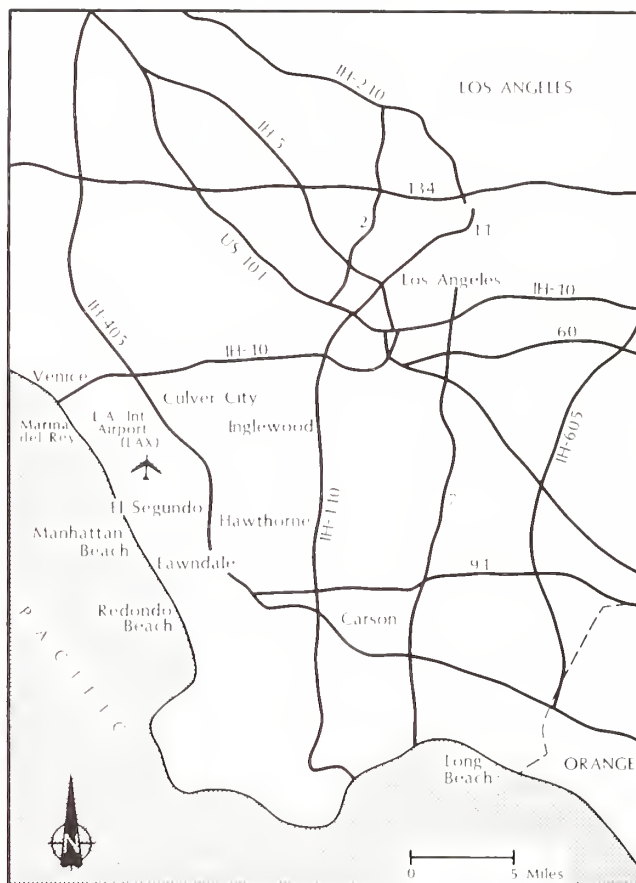 IH-210
LOS ANGELES
IH-5
134
2
11
US 101
Los Angeles
IH-10
IH-405
60
IH-10
Venice
Culver City
Marina
del Rey
L.A. Int.
Airport
(LAX)
Inglewood
IH-605
El Segundo
Hawthorne
IH-110
7
Manhattan
Beach
Lawndale
91
Redondo
Beach
Carson
PACIFIC
Long
Beach
ORANGE
N
0 5 Miles